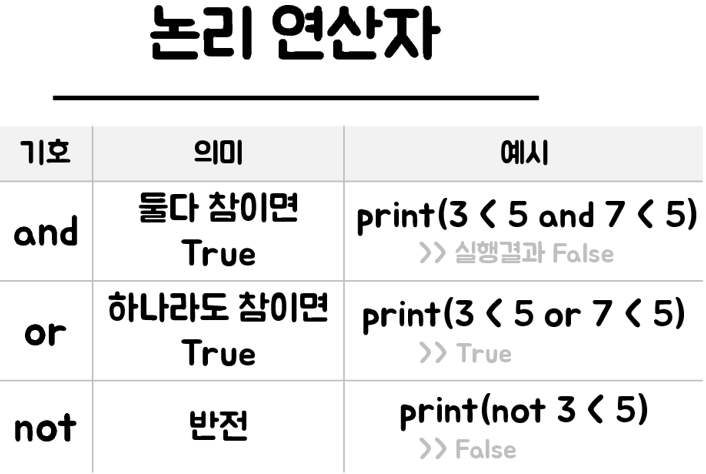 논리 연산자
기호 의미 예시
and
둘다 참이면
True
print(3 < 5 and 7 < 5)
>> 실행결과 False
or
하나라도 참이면
True
print(3 < 5 or 7 < 5)
>> True
not
반전
print(not 3 < 5)
>> False